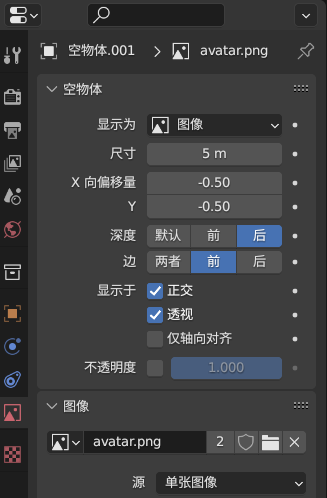 空物体.001 > avatar.png
空物体
显示为 图像
尺寸 5 m
X 向偏移量 -0.50
Y -0.50
深度 默认 前 后
边 两者 前 后
显示于 正交
透视
仅轴向对齐
不透明度 1.000
图像
avatar.png 2
源 单张图像